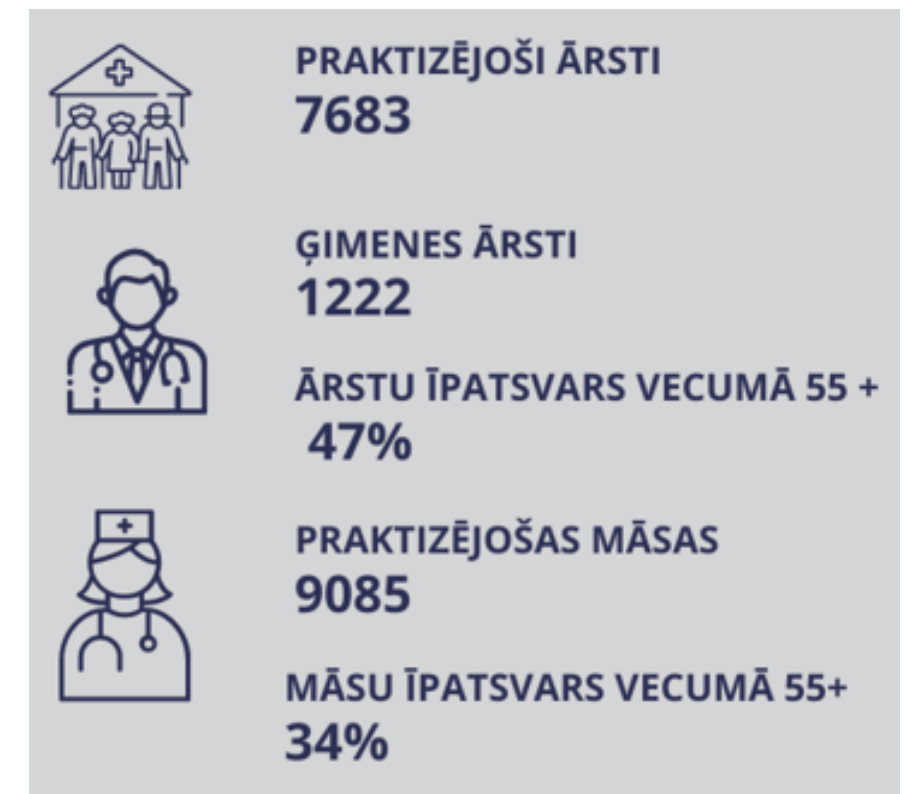 PRAKTIZĒJOŠI ĀRSTI
7683
ĢIMENES ĀRSTI
1222
ĀRSTU ĪPATSVARS VECUMĀ 55 +
47%
PRAKTIZĒJOŠAS MĀSAS
9085
MĀSU ĪPATSVARS VECUMĀ 55+
34%